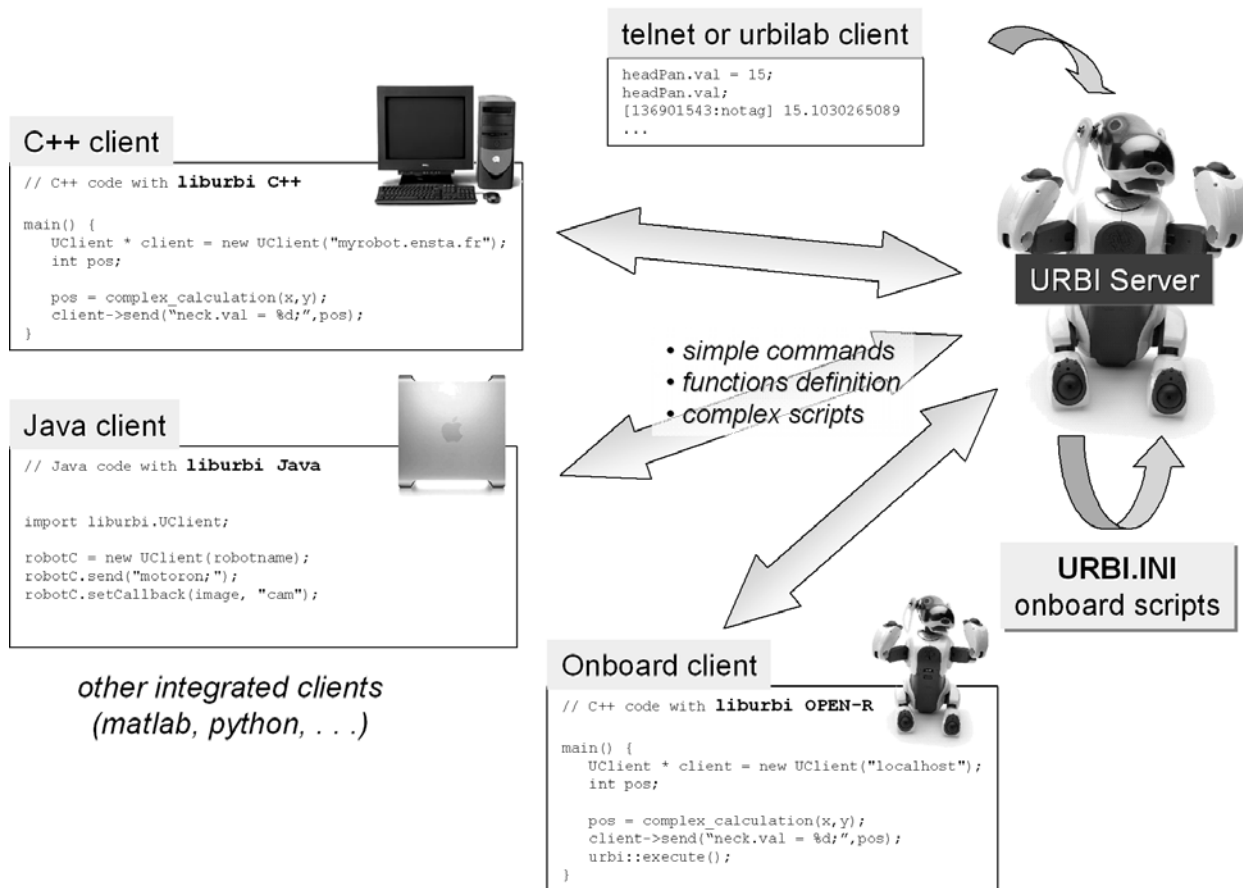 telnet or urbilab client
headPan.val = 15;
headPan.val;
[136901543:notag] 15.1030265089
...
C++ client
// C++ code with liburbi C++
main() {
UClient * client = new UClient("myrobot.ensta.fr");
int pos;
pos = complex_calculation(x,y);
client->send(“neck.val = %d;”,pos);
}
URBI Server
• simple commands
• functions definition
• complex scripts
Java client
// Java code with liburbi Java
import liburbi.UClient;
robotC = new UClient(robotname);
robotC.send("motoron;");
robotC.setCallback(image, "cam");
URBI.INI
onboard scripts
other integrated clients
(matlab, python, . . .)
Onboard client
// C++ code with liburbi OPEN-R
main() {
UClient * client = new UClient("localhost");
int pos;
pos = complex_calculation(x,y);
client->send(“neck.val = %d;”,pos);
urbi::execute();
}